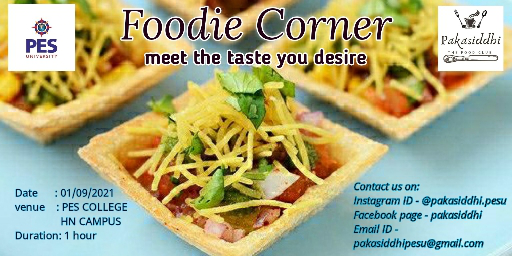 PES
UNIVERSITY
Foodie Corner
meet the taste you desire
Pakasiddhi
THE FOOD CLUB
Date : 01/09/2021
venue : PES COLLEGE
HN CAMPUS
Duration: 1 hour
Contact us on:
Instagram iD - @pakasiddhi.pesu
Facebook page - pakasiddhi
Email ID -
pakasiddhipesu@gmail.com